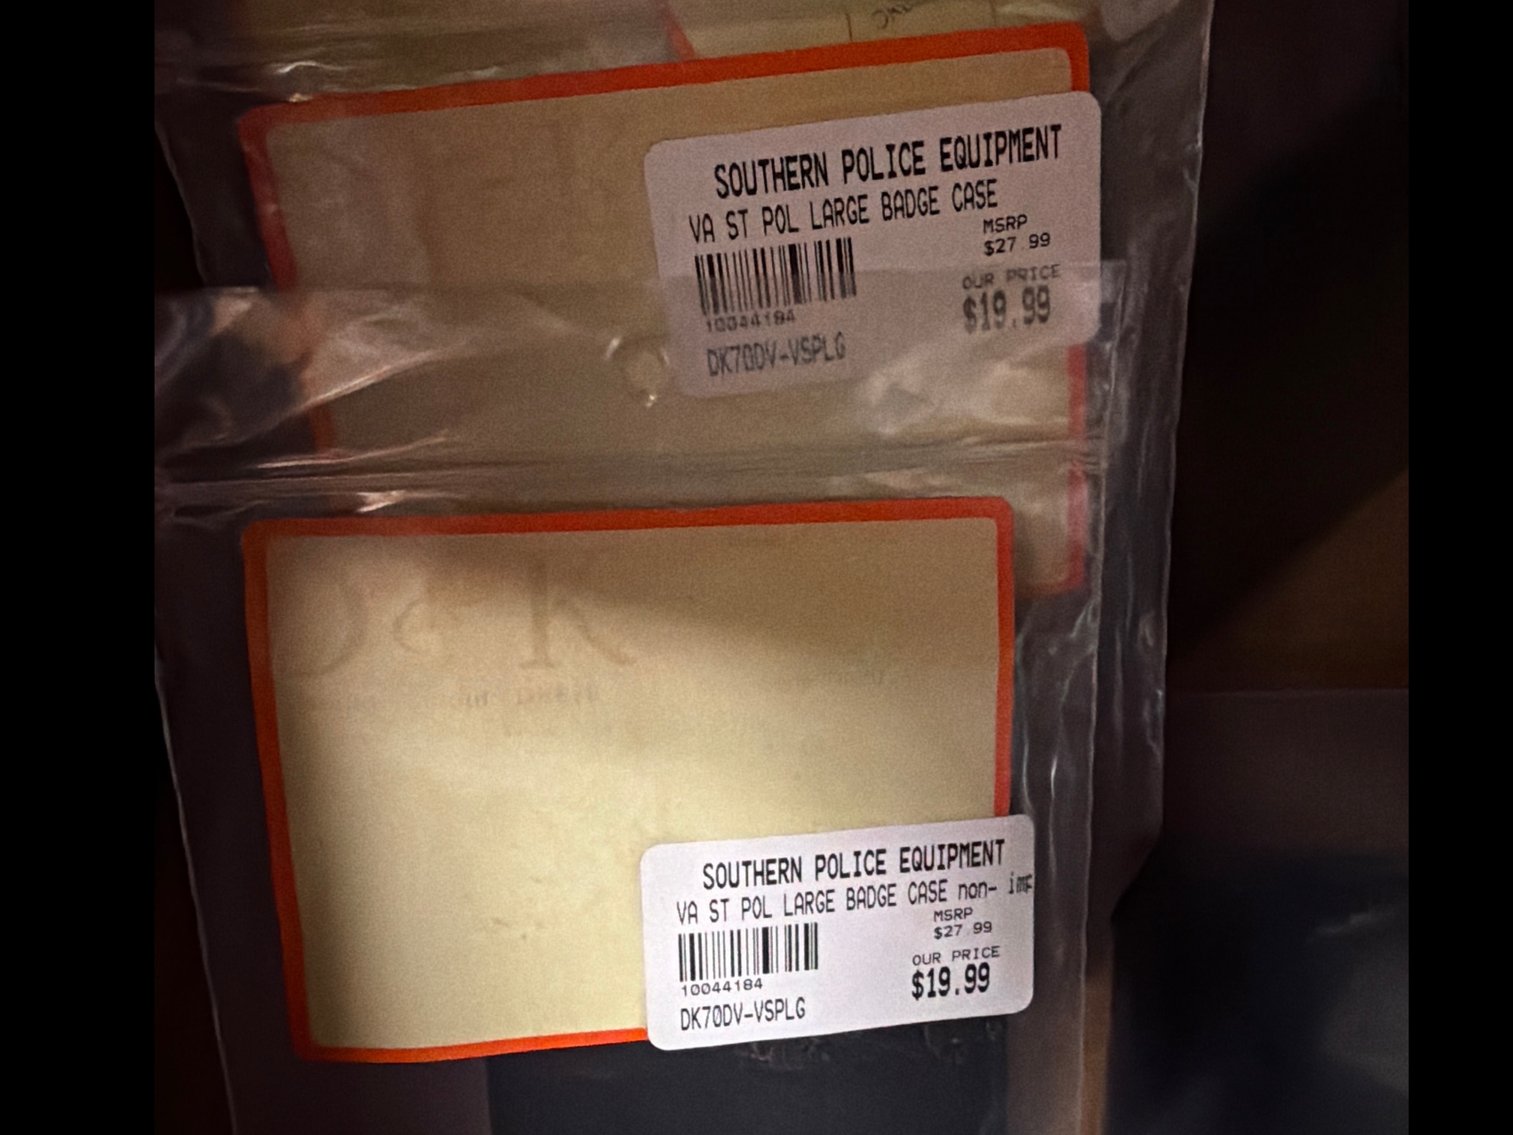 SOUTHERN POLICE EQUIPMENT
VA ST POL LARGE BADGE CASE
MSRP
$27.99
OUR PRICE
$19.99
10044184
DK70DV-VSPLG
D&K
SOUTHERN POLICE EQUIPMENT
VA ST POL LARGE BADGE CASE non- imp
MSRP
$27.99
OUR PRICE
$19.99
10044184
DK70DV-VSPLG